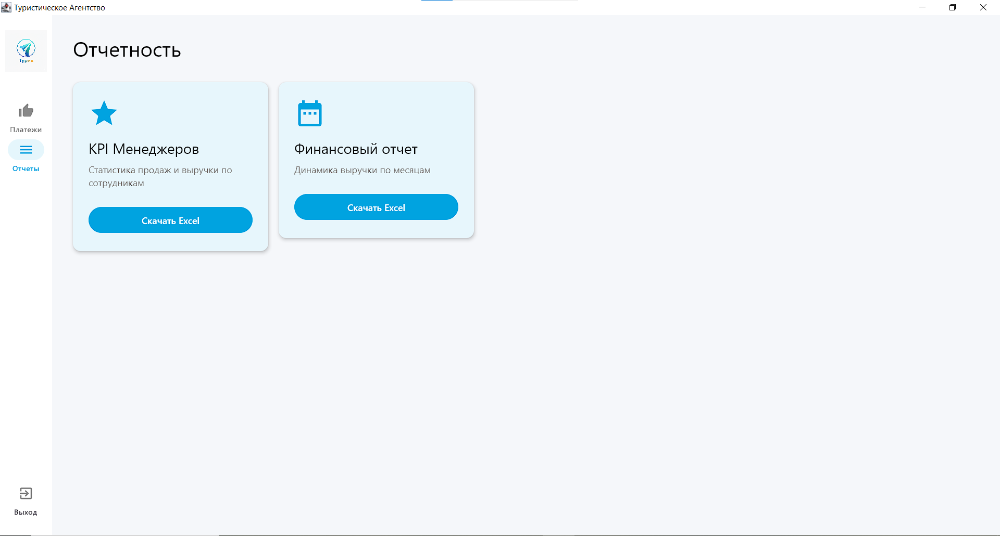 Туристическое Агентство
Турик
Платежи
Отчеты
Выход
Отчетность
KPI Менеджеров
Статистика продаж и выручки по
сотрудникам
Скачать Excel
Финансовый отчет
Динамика выручки по месяцам
Скачать Excel